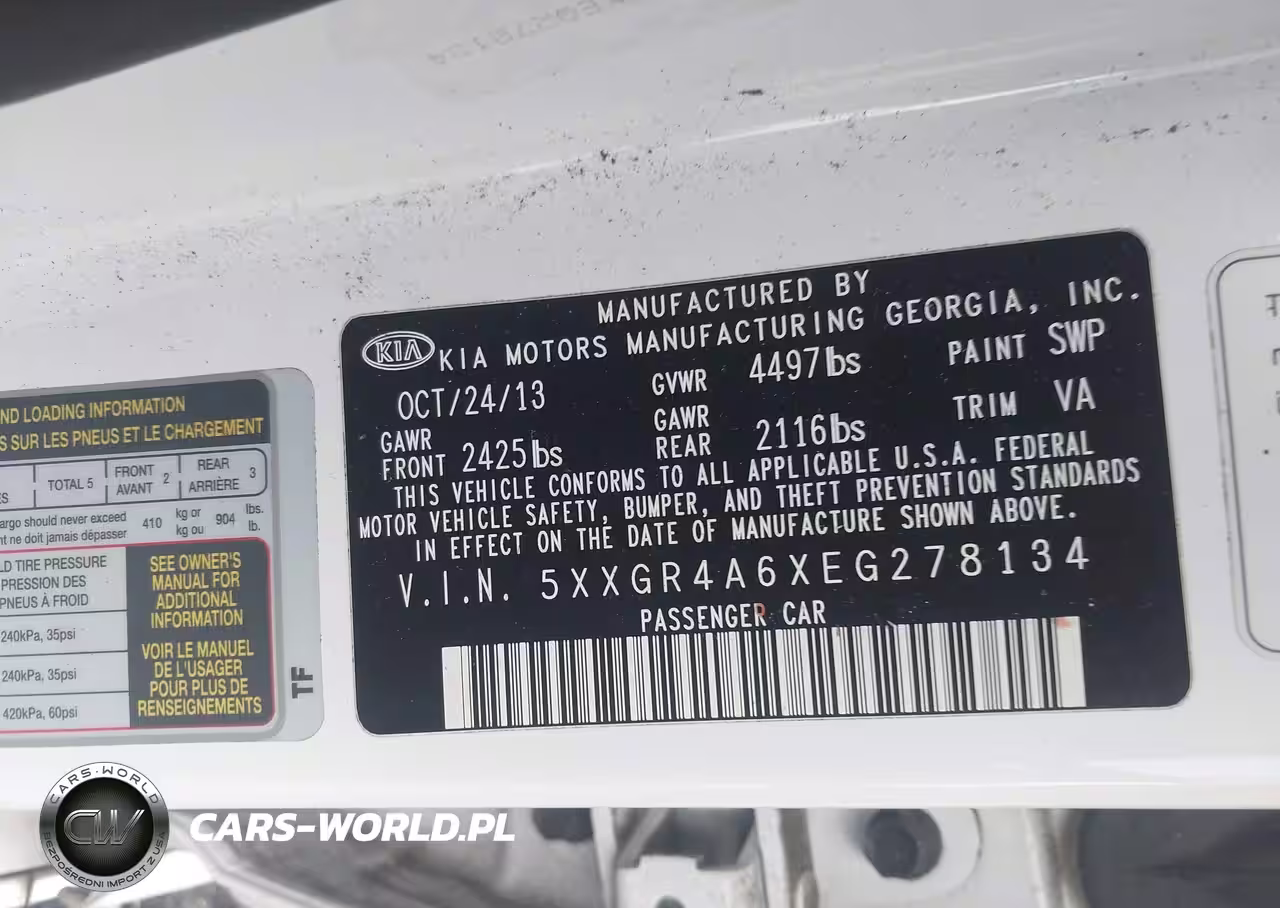 MANUFACTURED BY
KIA KIA MOTORS MANUFACTURING GEORGIA, INC.
OCT/24/13 GVWR 4497lbs PAINT SWP
GAWR FRONT 2425lbs GAWR REAR 2116lbs TRIM VA
THIS VEHICLE CONFORMS TO ALL APPLICABLE U.S.A. FEDERAL
MOTOR VEHICLE SAFETY, BUMPER, AND THEFT PREVENTION STANDARDS
IN EFFECT ON THE DATE OF MANUFACTURE SHOWN ABOVE.
V.I.N. 5XXGR4A6XEG278134
PASSENGER CAR
ND LOADING INFORMATION
S SUR LES PNEUS ET LE CHARGEMENT
ES TOTAL 5 FRONT AVANT 2 REAR ARRIÈRE 3
argo should never exceed 410 kg or 904 lbs.
nt ne doit jamais dépasser kg ou lb.
LD TIRE PRESSURE
PRESSION DES
PNEUS À FROID
240kPa, 35psi
240kPa, 35psi
420kPa, 60psi
SEE OWNER'S
MANUAL FOR
ADDITIONAL
INFORMATION
VOIR LE MANUEL
DE L'USAGER
POUR PLUS DE
RENSEIGNEMENTS
TF
CARS-WORLD
CW
BEZPOŚREDNI IMPORT Z USA
CARS-WORLD.PL